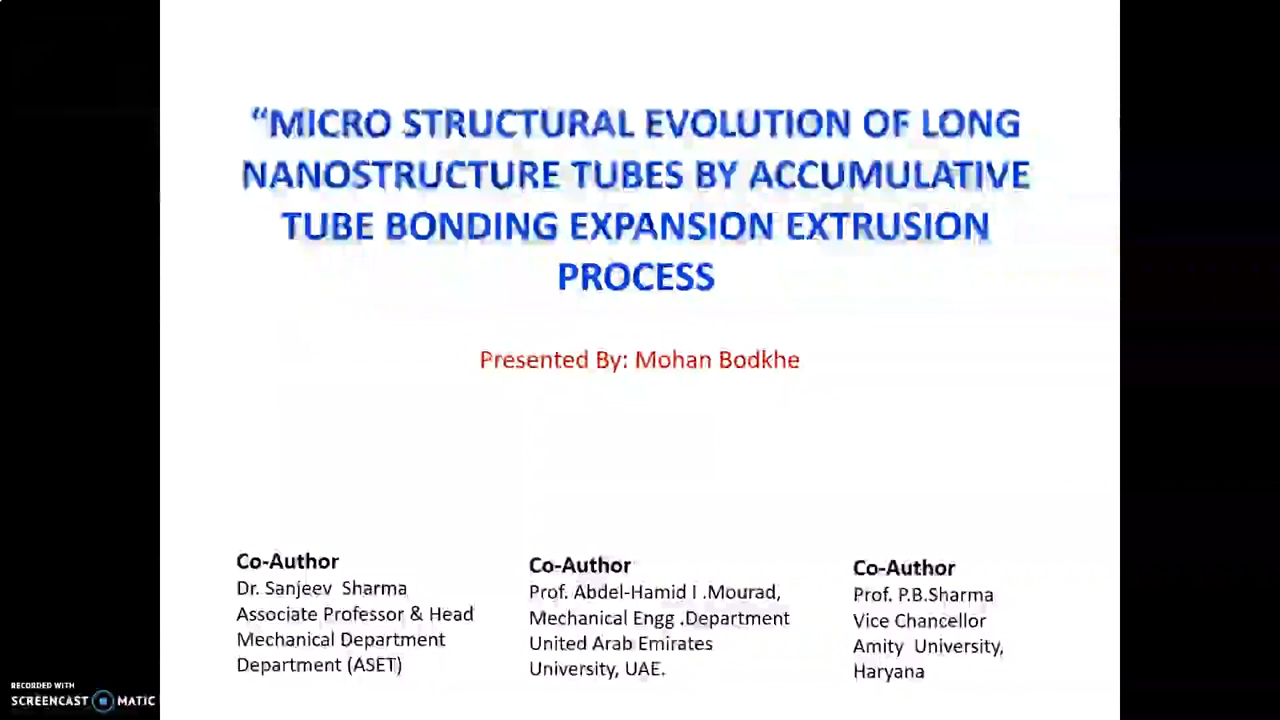 “MICRO STRUCTURAL EVOLUTION OF LONG
NANOSTRUCTURE TUBES BY ACCUMULATIVE
TUBE BONDING EXPANSION EXTRUSION
PROCESS
Presented By: Mohan Bodkhe
Co-Author
Dr. Sanjeev Sharma
Associate Professor & Head
Mechanical Department
Department (ASET)
Co-Author
Prof. Abdel-Hamid I .Mourad,
Mechanical Engg .Department
United Arab Emirates
University, UAE.
Co-Author
Prof. P.B.Sharma
Vice Chancellor
Amity University,
Haryana
RECORDED WITH
SCREENCAST MATIC